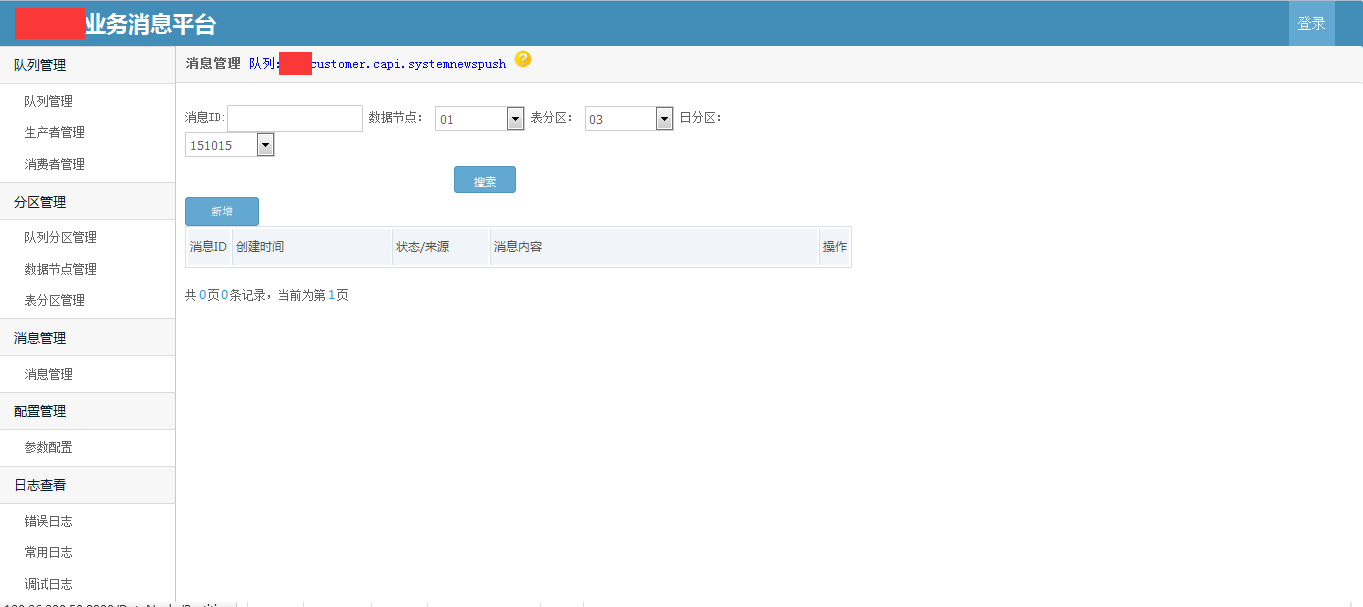 业务消息平台
登录
队列管理
队列管理
生产者管理
消费者管理
分区管理
队列分区管理
数据节点管理
表分区管理
消息管理
消息管理
配置管理
参数配置
日志查看
错误日志
常用日志
调试日志
消息管理 队列: customer.capi.systemnewspush ?
消息ID: 数据节点: 01 表分区: 03 日分区:
151015
搜索
新增
消息ID 创建时间 状态/来源 消息内容 操作
共0页0条记录，当前为第1页